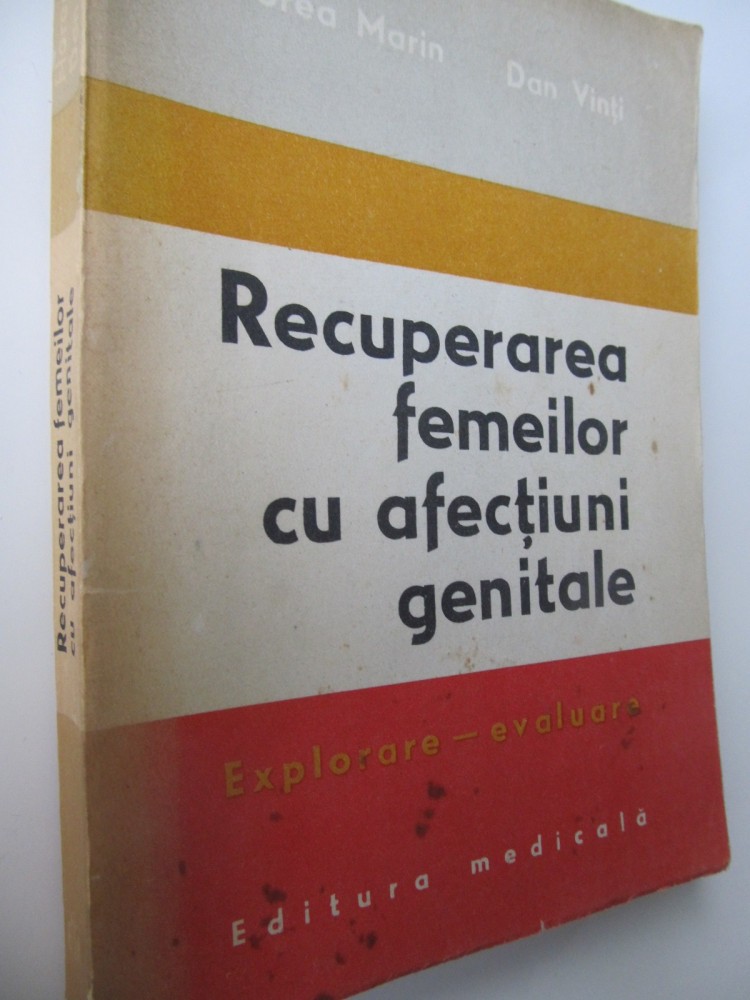 Marin Dan Vinți
Recuperarea
femeilor
cu afecțiuni
genitale
Explorare – evaluare
Editura medicală
Recuperarea femeilor
cu afecțiuni genitale